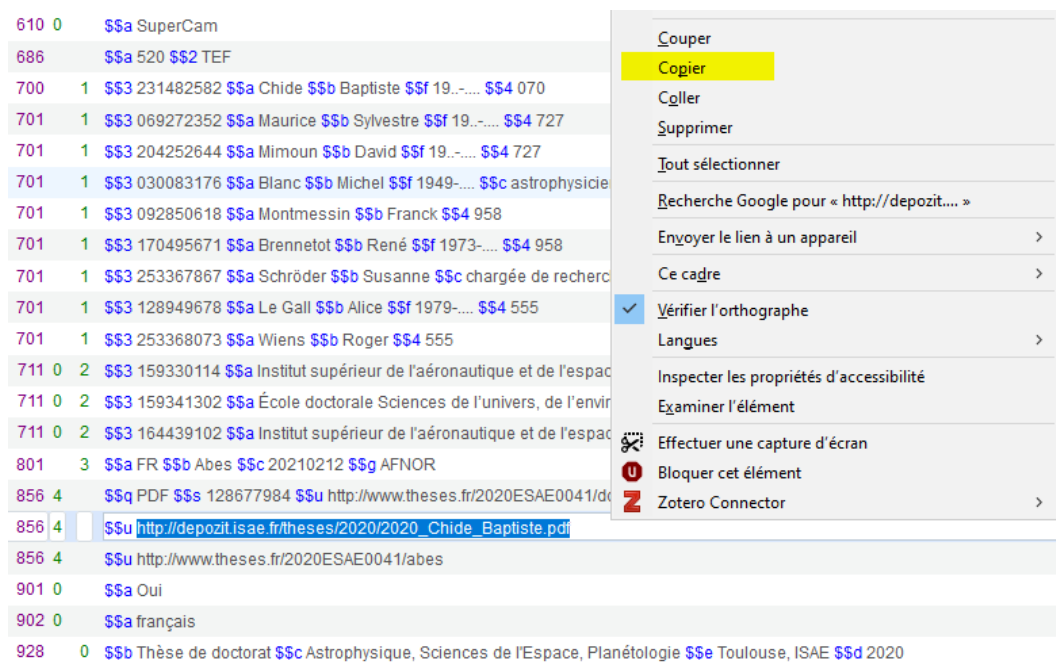 610 0 $$a SuperCam
686 $$a 520 $$2 TEF
700 1 $$3 231482582 $$a Chide $$b Baptiste $$f 19..-.... $$4 070
701 1 $$3 069272352 $$a Maurice $$b Sylvestre $$f 19..-.... $$4 727
701 1 $$3 204252644 $$a Mimoun $$b David $$f 19..-.... $$4 727
701 1 $$3 030083176 $$a Blanc $$b Michel $$f 1949-.... $$c astrophysicie
701 1 $$3 092850618 $$a Montmessin $$b Franck $$4 958
701 1 $$3 170495671 $$a Brennetot $$b René $$f 1973-.... $$4 958
701 1 $$3 253367867 $$a Schröder $$b Susanne $$c chargée de recherc
701 1 $$3 128949678 $$a Le Gall $$b Alice $$f 1979-.... $$4 555
701 1 $$3 253368073 $$a Wiens $$b Roger $$4 555
711 0 2 $$3 159330114 $$a Institut supérieur de l'aéronautique et de l'espac
711 0 2 $$3 159341302 $$a École doctorale Sciences de l'univers, de l'envir
711 0 2 $$3 164439102 $$a Institut supérieur de l'aéronautique et de l'espac
801 3 $$a FR $$b Abes $$c 20210212 $$g AFNOR
856 4 $$q PDF $$s 128677984 $$u http://www.theses.fr/2020ESAE0041/do
856 4 $$u http://depozit.isae.fr/theses/2020/2020_Chide_Baptiste.pdf
856 4 $$u http://www.theses.fr/2020ESAE0041/abes
901 0 $$a Oui
902 0 $$a français
928 0 $$b Thèse de doctorat $$c Astrophysique, Sciences de l'Espace, Planétologie $$e Toulouse, ISAE $$d 2020
Couper
Copier
Coller
Supprimer
Tout sélectionner
Recherche Google pour « http://depozit.... »
Envoyer le lien à un appareil
Ce cadre
Vérifier l'orthographe
Langues
Inspecter les propriétés d'accessibilité
Examiner l'élément
Effectuer une capture d'écran
Bloquer cet élément
Zotero Connector